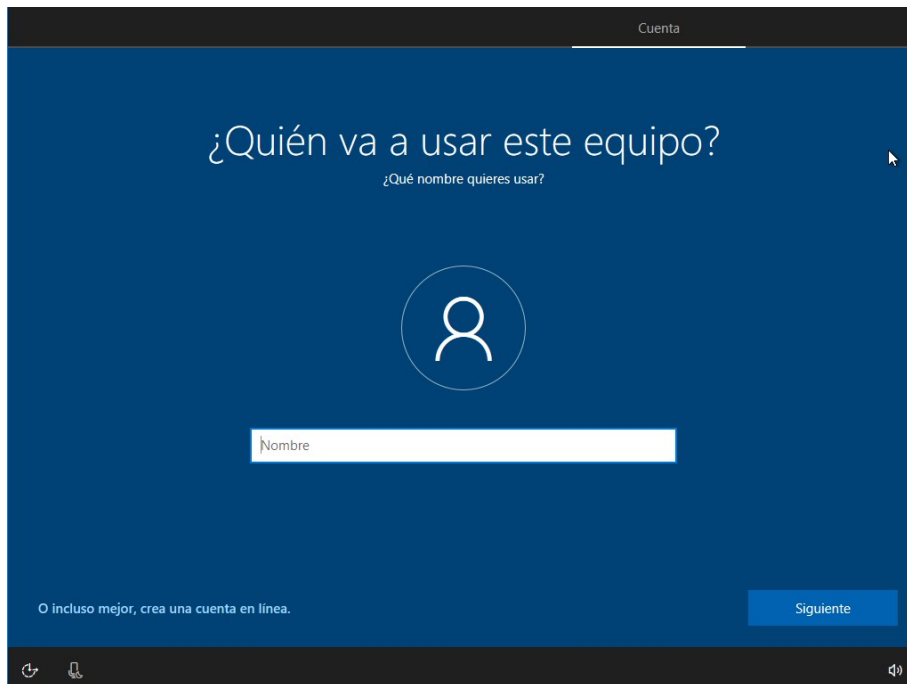 Cuenta
¿Quién va a usar este equipo?
¿Qué nombre quieres usar?
Nombre
O incluso mejor, crea una cuenta en línea.
Siguiente